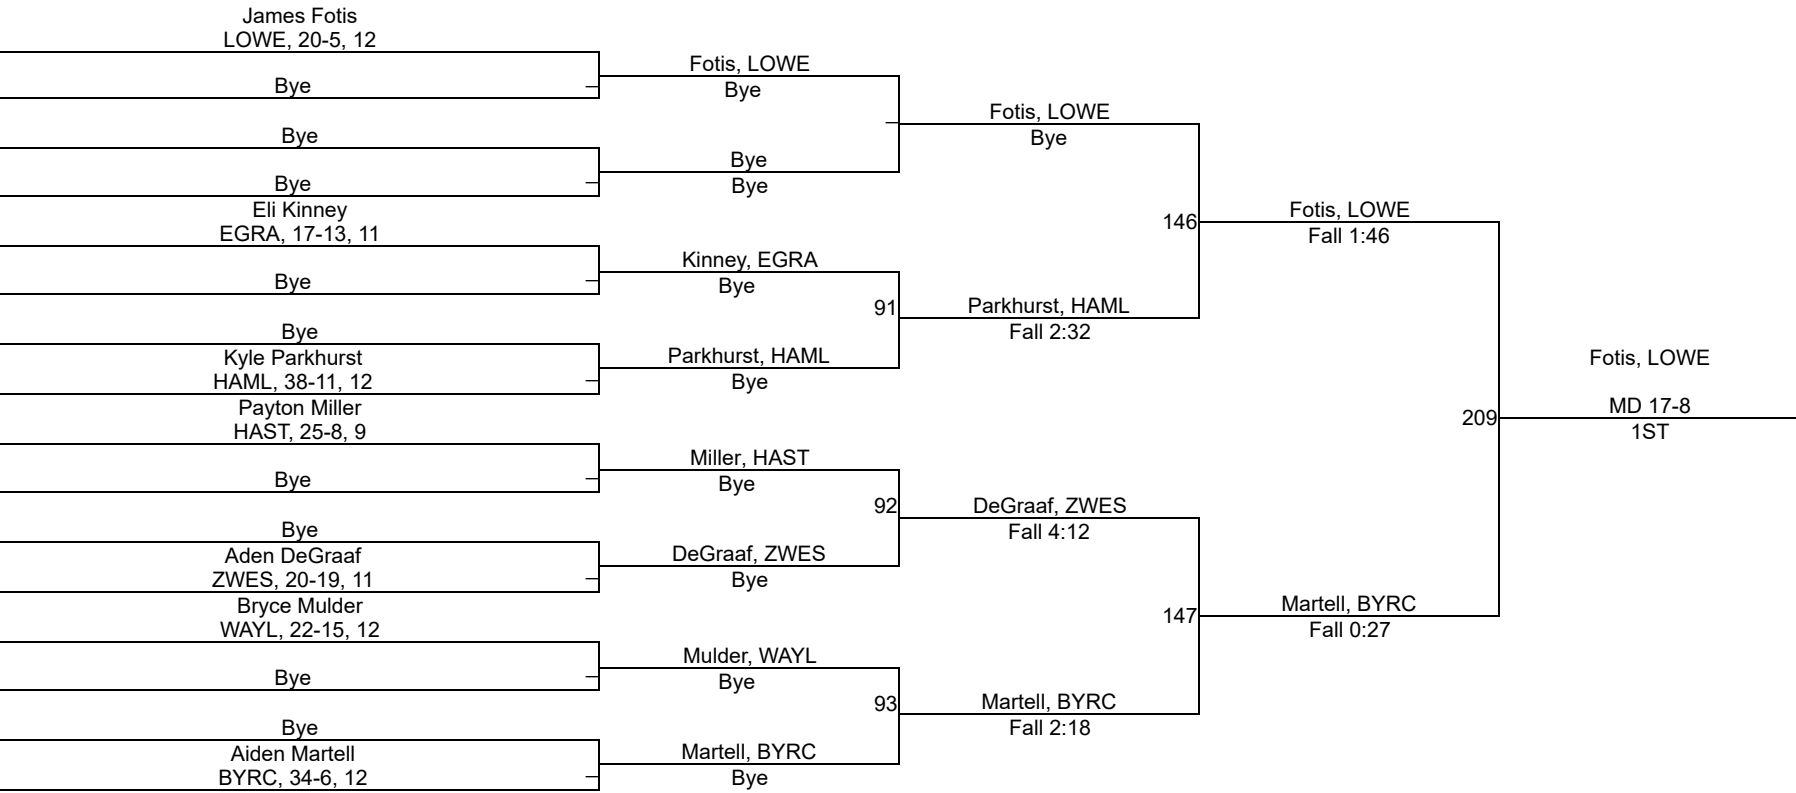 James Fotis
LOWE, 20-5, 12
Bye
Bye
Bye
Eli Kinney
EGRA, 17-13, 11
Bye
Bye
Kyle Parkhurst
HAML, 38-11, 12
Payton Miller
HAST, 25-8, 9
Bye
Bye
Aden DeGraaf
ZWES, 20-19, 11
Bryce Mulder
WAYL, 22-15, 12
Bye
Bye
Aiden Martell
BYRC, 34-6, 12
Fotis, LOWE
Bye
Bye
Bye
Kinney, EGRA
Bye
91
Parkhurst, HAML
Bye
Miller, HAST
Bye
92
DeGraaf, ZWES
Bye
Mulder, WAYL
Bye
93
Martell, BYRC
Bye
Fotis, LOWE
Bye
146
Parkhurst, HAML
Fall 2:32
DeGraaf, ZWES
Fall 4:12
147
Martell, BYRC
Fall 2:18
Fotis, LOWE
Fall 1:46
209
Martell, BYRC
Fall 0:27
Fotis, LOWE
MD 17-8
1ST